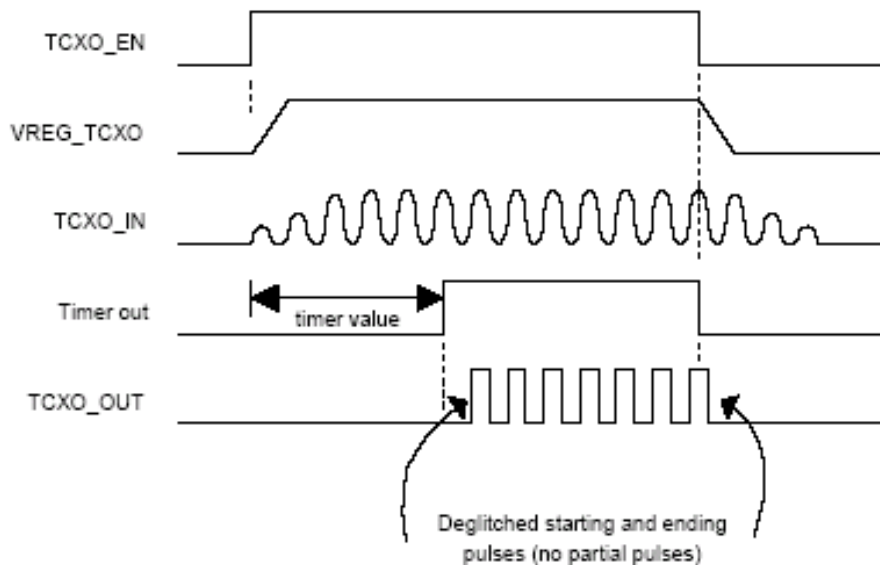 TCXO_EN
VREG_TCXO
TCXO_IN
Timer out
timer value
TCXO_OUT
Deglitched starting and ending
pulses (no partial pulses)